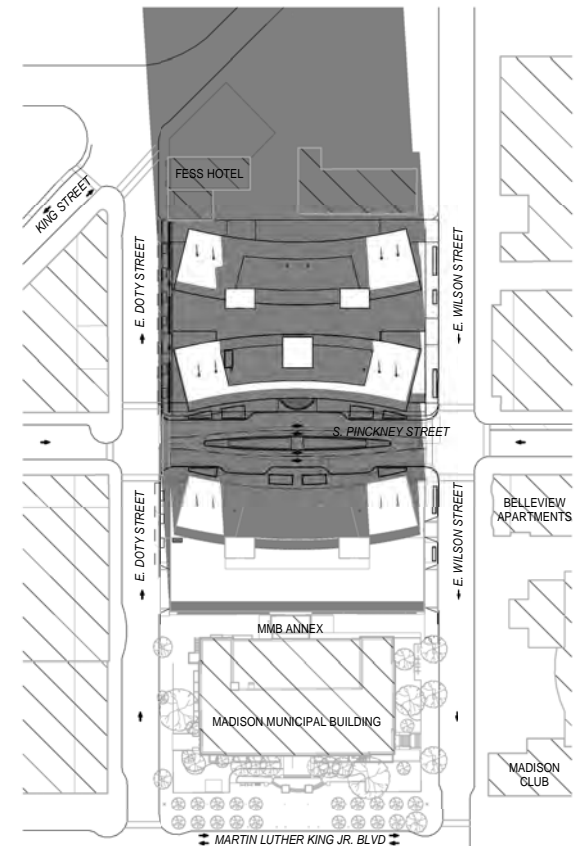 FESS HOTEL
KING STREET
E. DOTY STREET
E. WILSON STREET
S. PINCKNEY STREET
E. DOTY STREET
E. WILSON STREET
BELLEVIEW
APARTMENTS
MMB ANNEX
MADISON MUNICIPAL BUILDING
MADISON
CLUB
MARTIN LUTHER KING JR. BLVD